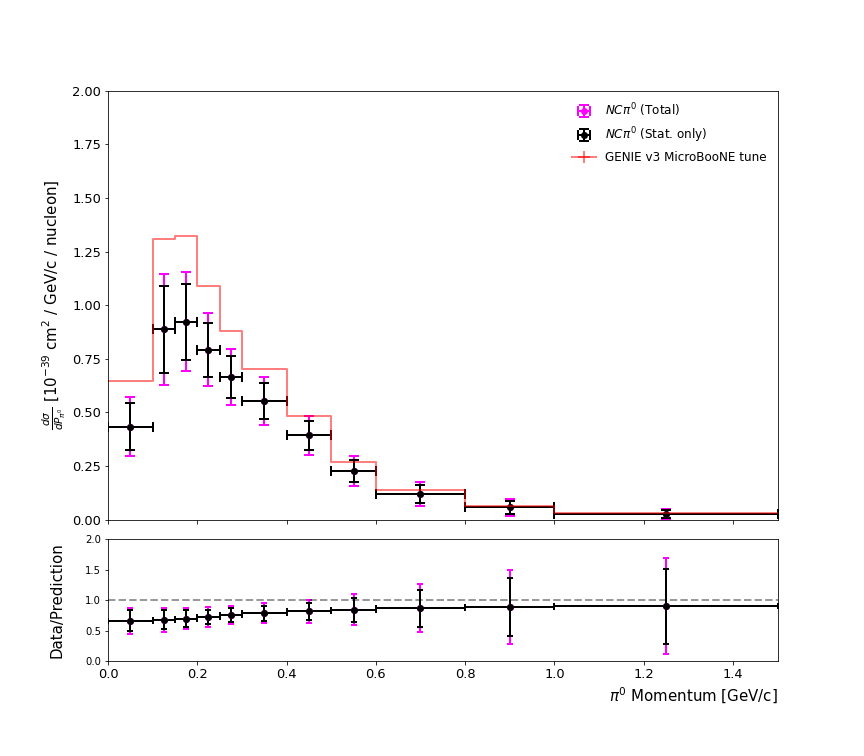 NCπ⁰ (Total)
NCπ⁰ (Stat. only)
GENIE v3 MicroBooNE tune
dσ/dP_π⁰ [10⁻³⁹ cm² / GeV/c / nucleon]
2.00
1.75
1.50
1.25
1.00
0.75
0.50
0.25
0.00
Data/Prediction
2.0
1.5
1.0
0.5
0.0
0.0 0.2 0.4 0.6 0.8 1.0 1.2 1.4
π⁰ Momentum [GeV/c]